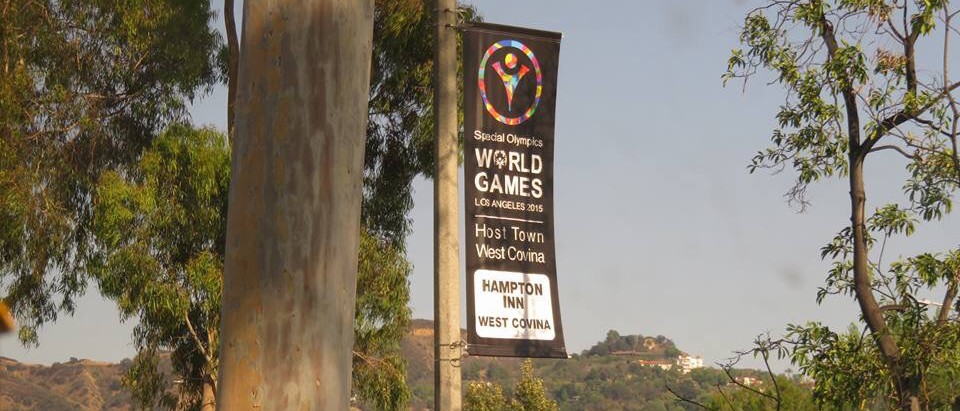 Special Olympics
WORLD
GAMES
LOS ANGELES 2015
Host Town
West Covina
HAMPTON
INN
WEST COVINA